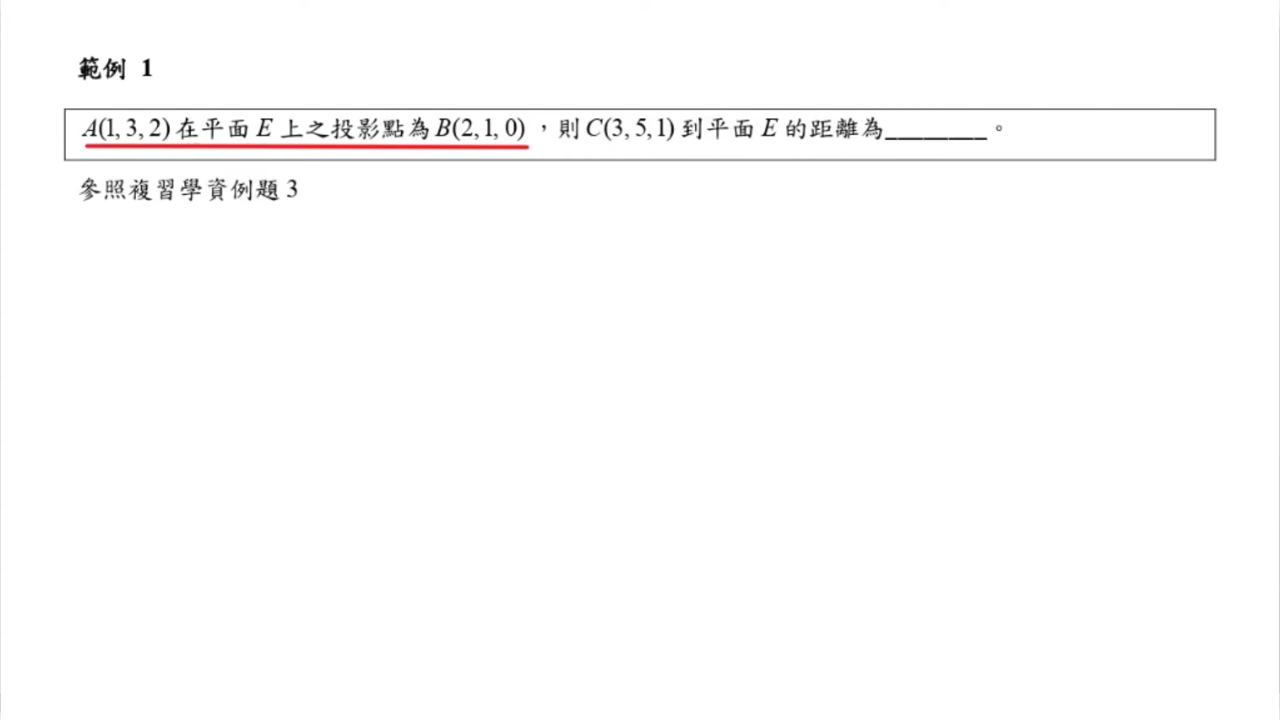 範例 1
A(1, 3, 2) 在平面 E 上之投影點為 B(2, 1, 0) ,則 C(3, 5, 1) 到平面 E 的距離為________。
參照複習學資例題 3